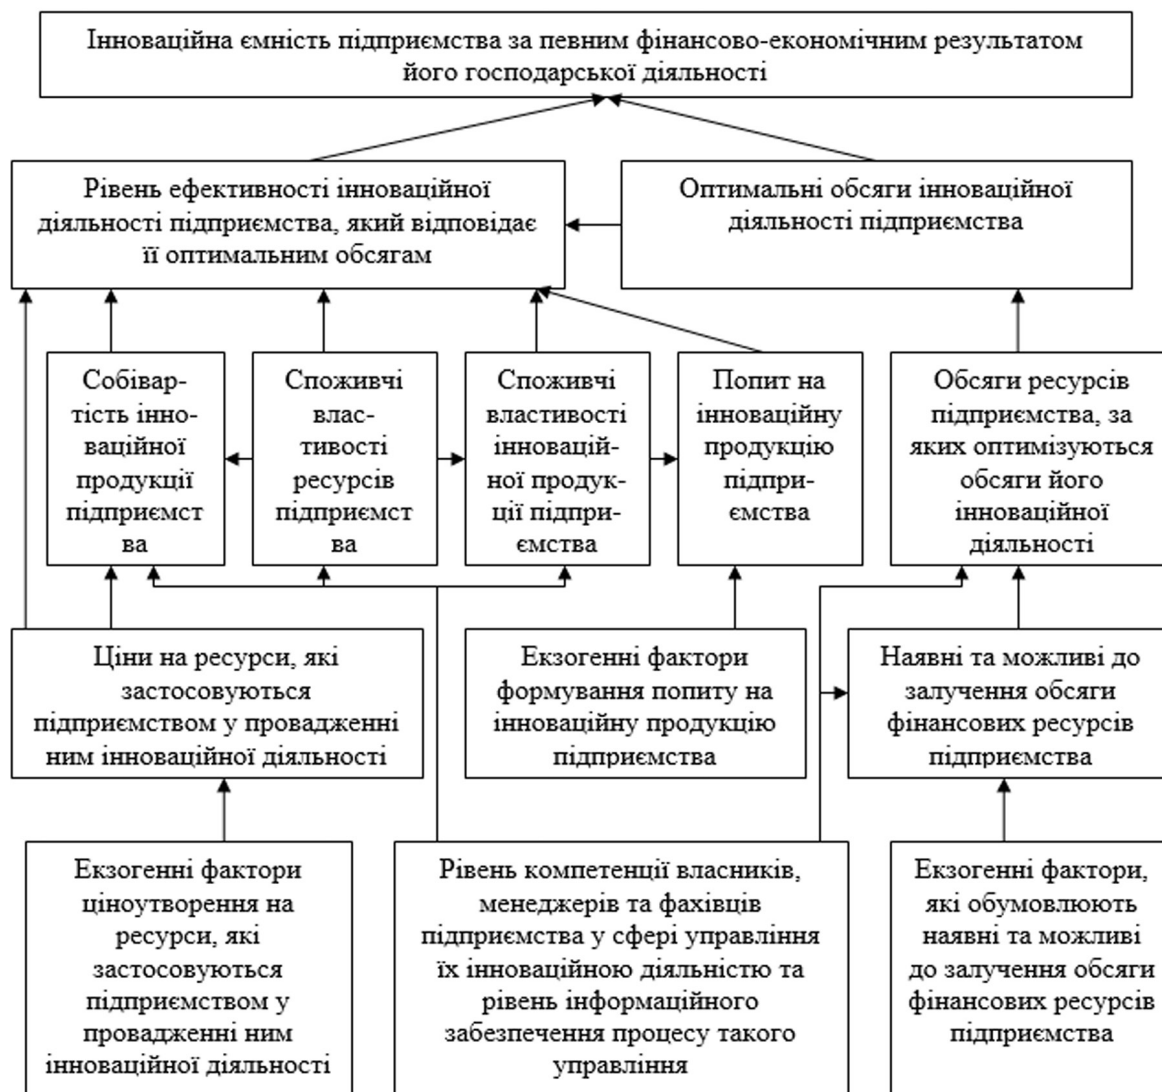 Інноваційна ємність підприємства за певним фінансово-економічним результатом
його господарської діяльності
Рівень ефективності інноваційної
діяльності підприємства, який відповідає
її оптимальним обсягам
Оптимальні обсяги інноваційної
діяльності підприємства
Собівар-
тість інно-
ваційної
продукції
підприємст
ва
Споживчі
влас-
тивості
ресурсів
підприємст
ва
Споживчі
властивості
інновацій-
ної продук-
ції підпри-
ємства
Попит на
інноваційну
продукцію
підпри-
ємства
Обсяги ресурсів
підприємства, за
яких оптимізуються
обсяги його
інноваційної
діяльності
Ціни на ресурси, які
застосовуються
підприємством у провадженні
ним інноваційної діяльності
Екзогенні фактори
формування попиту на
інноваційну продукцію
підприємства
Наявні та можливі до
залучення обсяги
фінансових ресурсів
підприємства
Екзогенні фактори
ціноутворення на
ресурси, які
застосовуються
підприємством у
провадженні ним
інноваційної діяльності
Рівень компетенції власників,
менеджерів та фахівців
підприємства у сфері управління
їх інноваційною діяльністю та
рівень інформаційного
забезпечення процесу такого
управління
Екзогенні фактори,
які обумовлюють
наявні та можливі
до залучення обсяги
фінансових ресурсів
підприємства